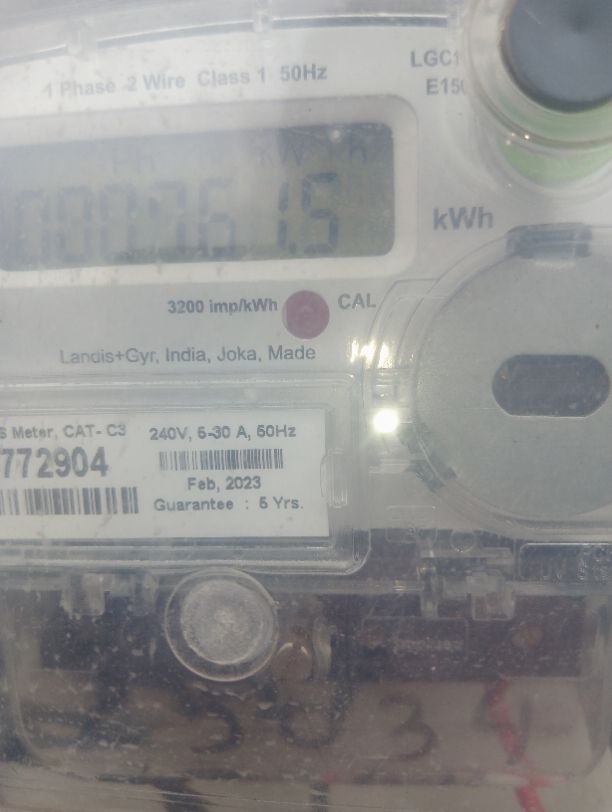 1 Phase 2 Wire Class 1 50Hz
LGC1
E150
kWh
3200 imp/kWh CAL
Landis+Gyr, India, Joka, Made
S Meter, CAT- C3
772904
240V, 5-30 A, 50Hz
Feb, 2023
Guarantee : 5 Yrs.